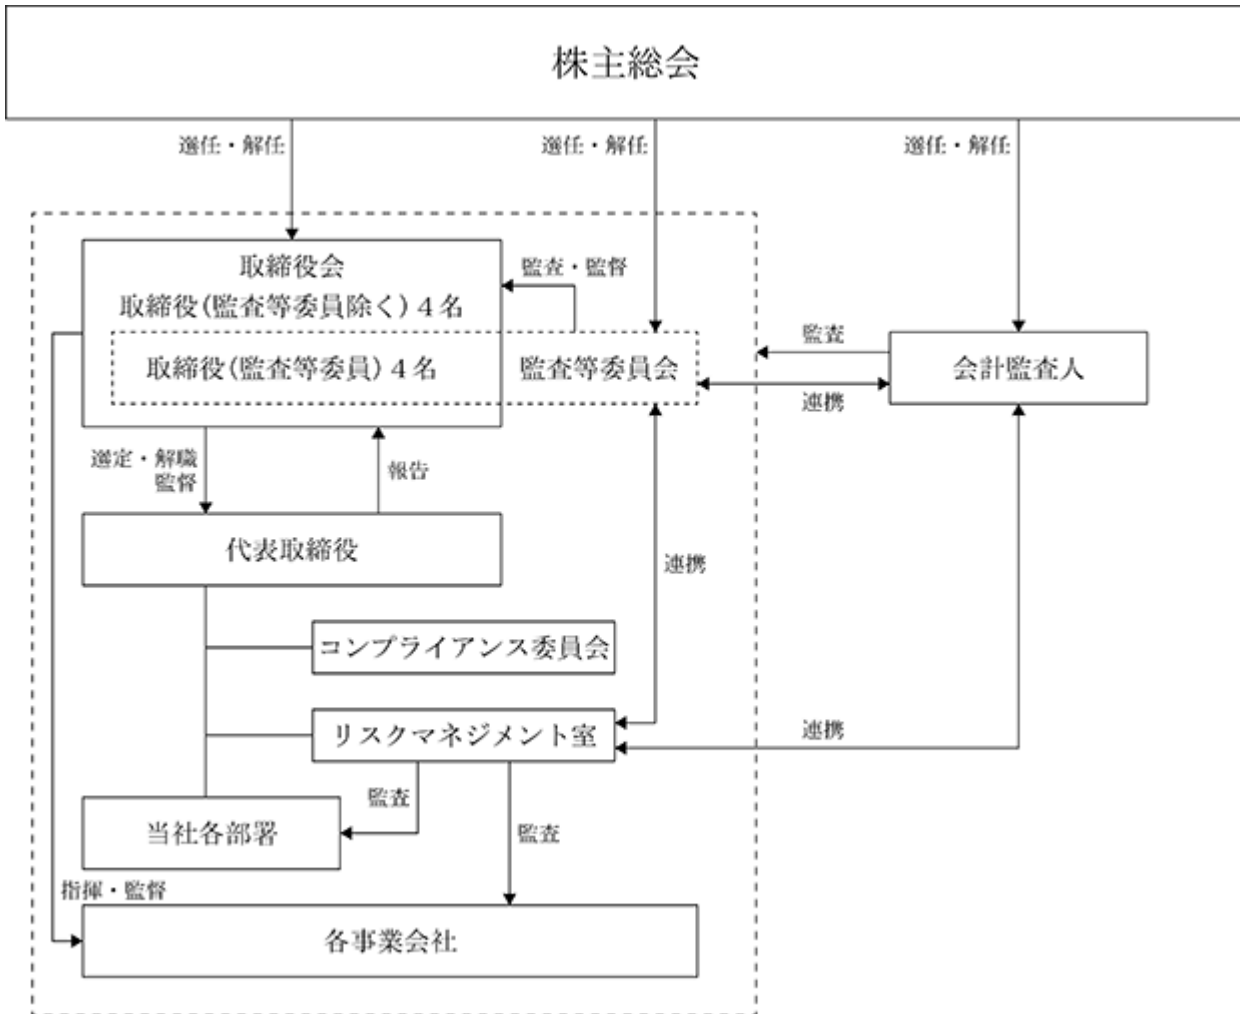 株主総会
選任・解任
選任・解任
選任・解任
取締役会
取締役(監査等委員除く)4名
監査・監督
取締役(監査等委員)4名
監査等委員会
監査
会計監査人
連携
選定・解職
監督
報告
代表取締役
連携
コンプライアンス委員会
リスクマネジメント室
連携
監査
当社各部署
監査
指揮・監督
各事業会社